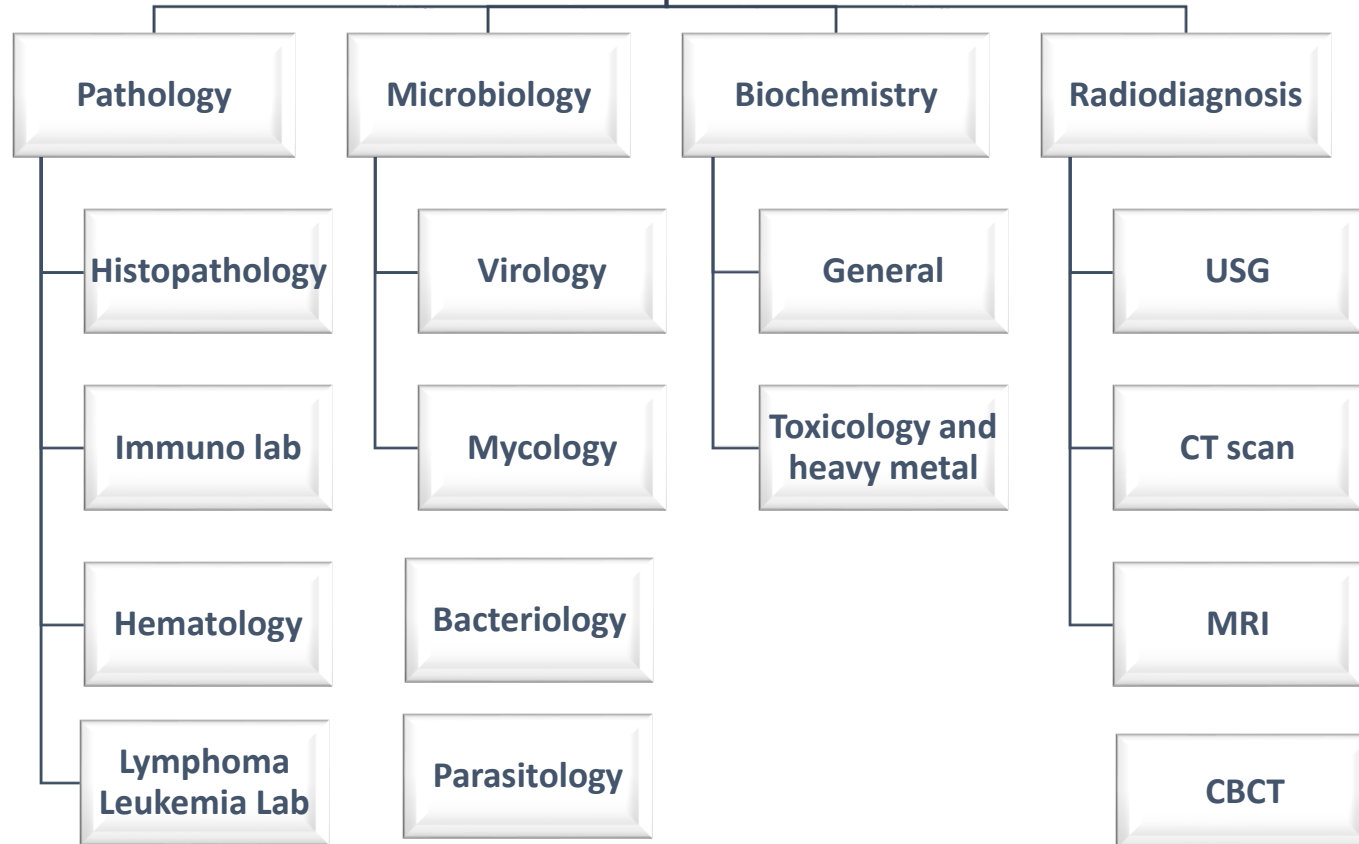 Pathology
Microbiology
Biochemistry
Radiodiagnosis
Histopathology
Virology
General
USG
Immuno lab
Mycology
Toxicology and
heavy metal
CT scan
Hematology
Bacteriology
MRI
Lymphoma
Leukemia Lab
Parasitology
CBCT